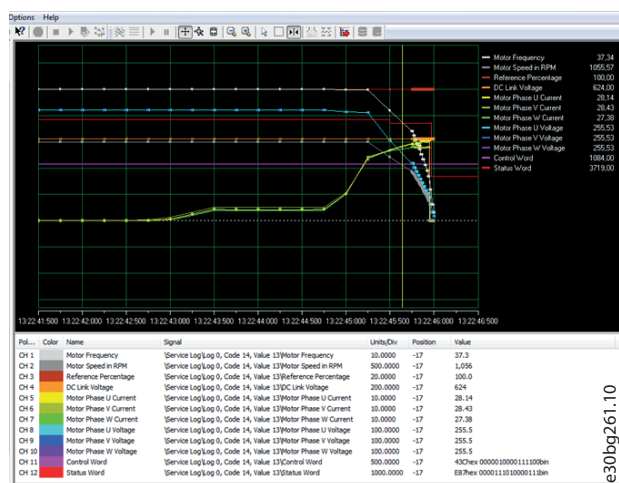 Options Help
Motor Frequency 37,34
Motor Speed in RPM 1055,57
Reference Percentage 100,00
DC Link Voltage 624,00
Motor Phase U Current 28,14
Motor Phase V Current 28,43
Motor Phase W Current 27,38
Motor Phase U Voltage 255,53
Motor Phase V Voltage 255,53
Motor Phase W Voltage 255,53
Control Word 1084,00
Status Word 3719,00
13:22:41:500 13:22:42:000 13:22:42:500 13:22:43:000 13:22:43:500 13:22:44:000 13:22:44:500 13:22:45:000 13:22:45:500 13:22:46:000 13:22:46:500
Pol... Color Name Signal Units/Div Position Value
CH 1 Motor Frequency \Service Log\Log 0, Code 14, Value 13\Motor Frequency 10.0000 -17 37.3
CH 2 Motor Speed in RPM \Service Log\Log 0, Code 14, Value 13\Motor Speed in RPM 500.0000 -17 1,056
CH 3 Reference Percentage \Service Log\Log 0, Code 14, Value 13\Reference Percentage 20.0000 -17 100.0
CH 4 DC Link Voltage \Service Log\Log 0, Code 14, Value 13\DC Link Voltage 200.0000 -17 624
CH 5 Motor Phase U Current \Service Log\Log 0, Code 14, Value 13\Motor Phase U Current 10.0000 -17 28.14
CH 6 Motor Phase V Current \Service Log\Log 0, Code 14, Value 13\Motor Phase V Current 10.0000 -17 28.43
CH 7 Motor Phase W Current \Service Log\Log 0, Code 14, Value 13\Motor Phase W Current 10.0000 -17 27.38
CH 8 Motor Phase U Voltage \Service Log\Log 0, Code 14, Value 13\Motor Phase U Voltage 100.0000 -17 255.5
CH 9 Motor Phase V Voltage \Service Log\Log 0, Code 14, Value 13\Motor Phase V Voltage 100.0000 -17 255.5
CH 10 Motor Phase W Voltage \Service Log\Log 0, Code 14, Value 13\Motor Phase W Voltage 100.0000 -17 255.5
CH 11 Control Word \Service Log\Log 0, Code 14, Value 13\Control Word 500.0000 -17 43Chex 0000010000111100bin
CH 12 Status Word \Service Log\Log 0, Code 14, Value 13\Status Word 1000.0000 -17 E87hex 0000111010000111bin
e30bg261.10